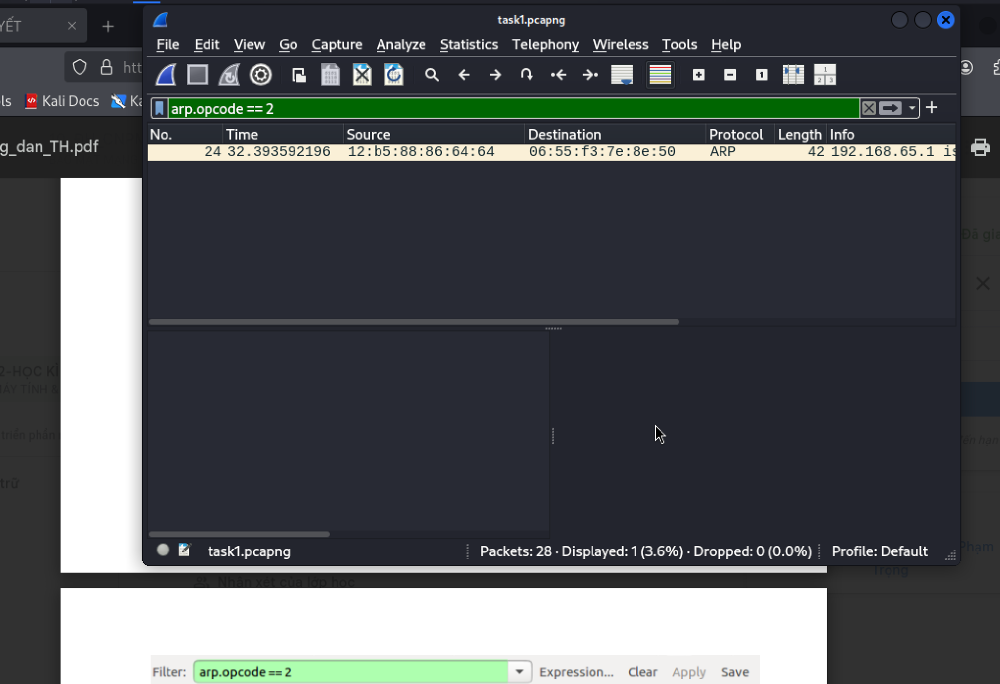 task1.pcapng
YẾT
File Edit View Go Capture Analyze Statistics Telephony Wireless Tools Help
htt
ls Kali Docs Ka
arp.opcode == 2
No. Time Source Destination Protocol Length Info
24 32.393592196 12:b5:88:86:64:64 06:55:f3:7e:8e:50 ARP 42 192.168.65.1 is
g_dan_TH.pdf
Đã gia
2-HỌC KÌ
MÁY TÍNH &
triển phần
đến hạn
trữ
task1.pcapng Packets: 28 · Displayed: 1 (3.6%) · Dropped: 0 (0.0%) Profile: Default
Phạm
Trọng
Nhận xét của lớp học
Filter: arp.opcode == 2 Expression... Clear Apply Save